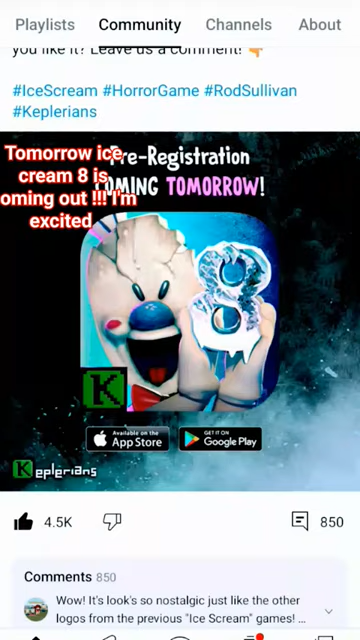 Playlists Community Channels About
you like it? Leave us a comment! 👇
#IceScream #HorrorGame #RodSullivan
#Keplerians
Pre-Registration
COMING TOMORROW!
Tomorrow ice
cream 8 is
oming out !!! I'm
excited
8
K
Available on the
App Store
GET IT ON
Google Play
Keplerians
4.5K
850
Comments 850
Wow! It's look's so nostalgic just like the other
logos from the previous "Ice Scream" games! ...